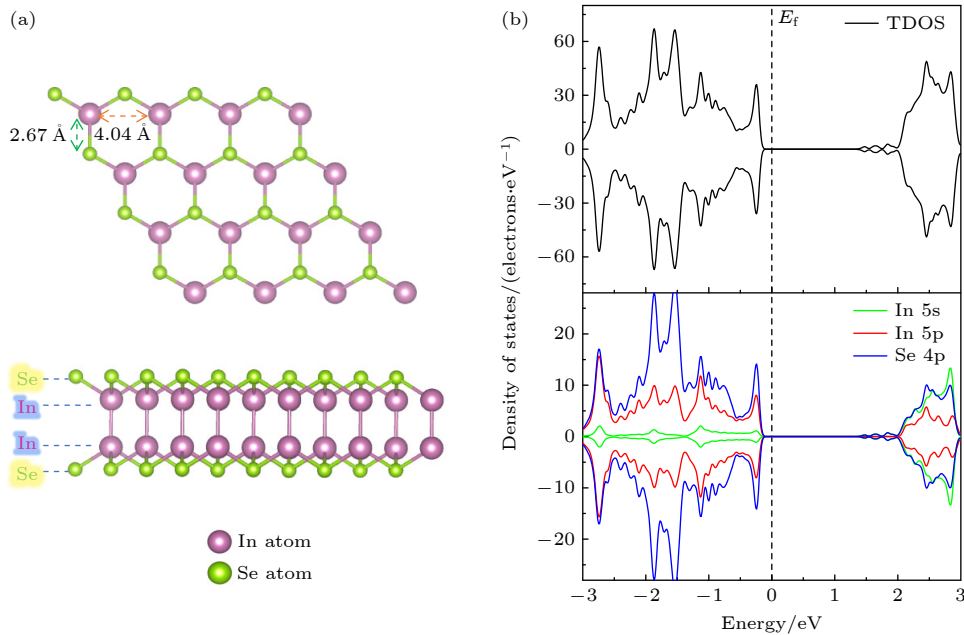 (a)
2.67 Å
4.04 Å
Se
In
In
Se
In atom
Se atom
(b)
Density of states/(electrons·eV⁻¹)
60
30
0
−30
−60
E_f
TDOS
20
10
0
−10
−20
In 5s
In 5p
Se 4p
−3 −2 −1 0 1 2 3
Energy/eV